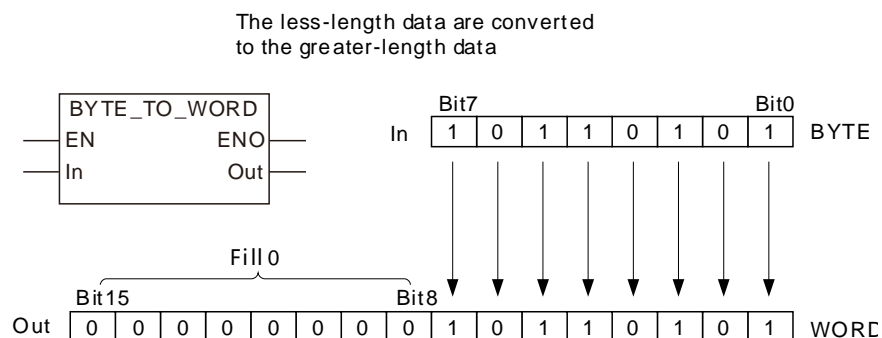 The less-length data are converted
to the greater-length data
BYTE_TO_WORD
EN ENO
In Out
Bit7 Bit0
In 1 0 1 1 0 1 0 1 BYTE
Fill 0
Bit15 Bit8
Out 0 0 0 0 0 0 0 0 1 0 1 1 0 1 0 1 WORD